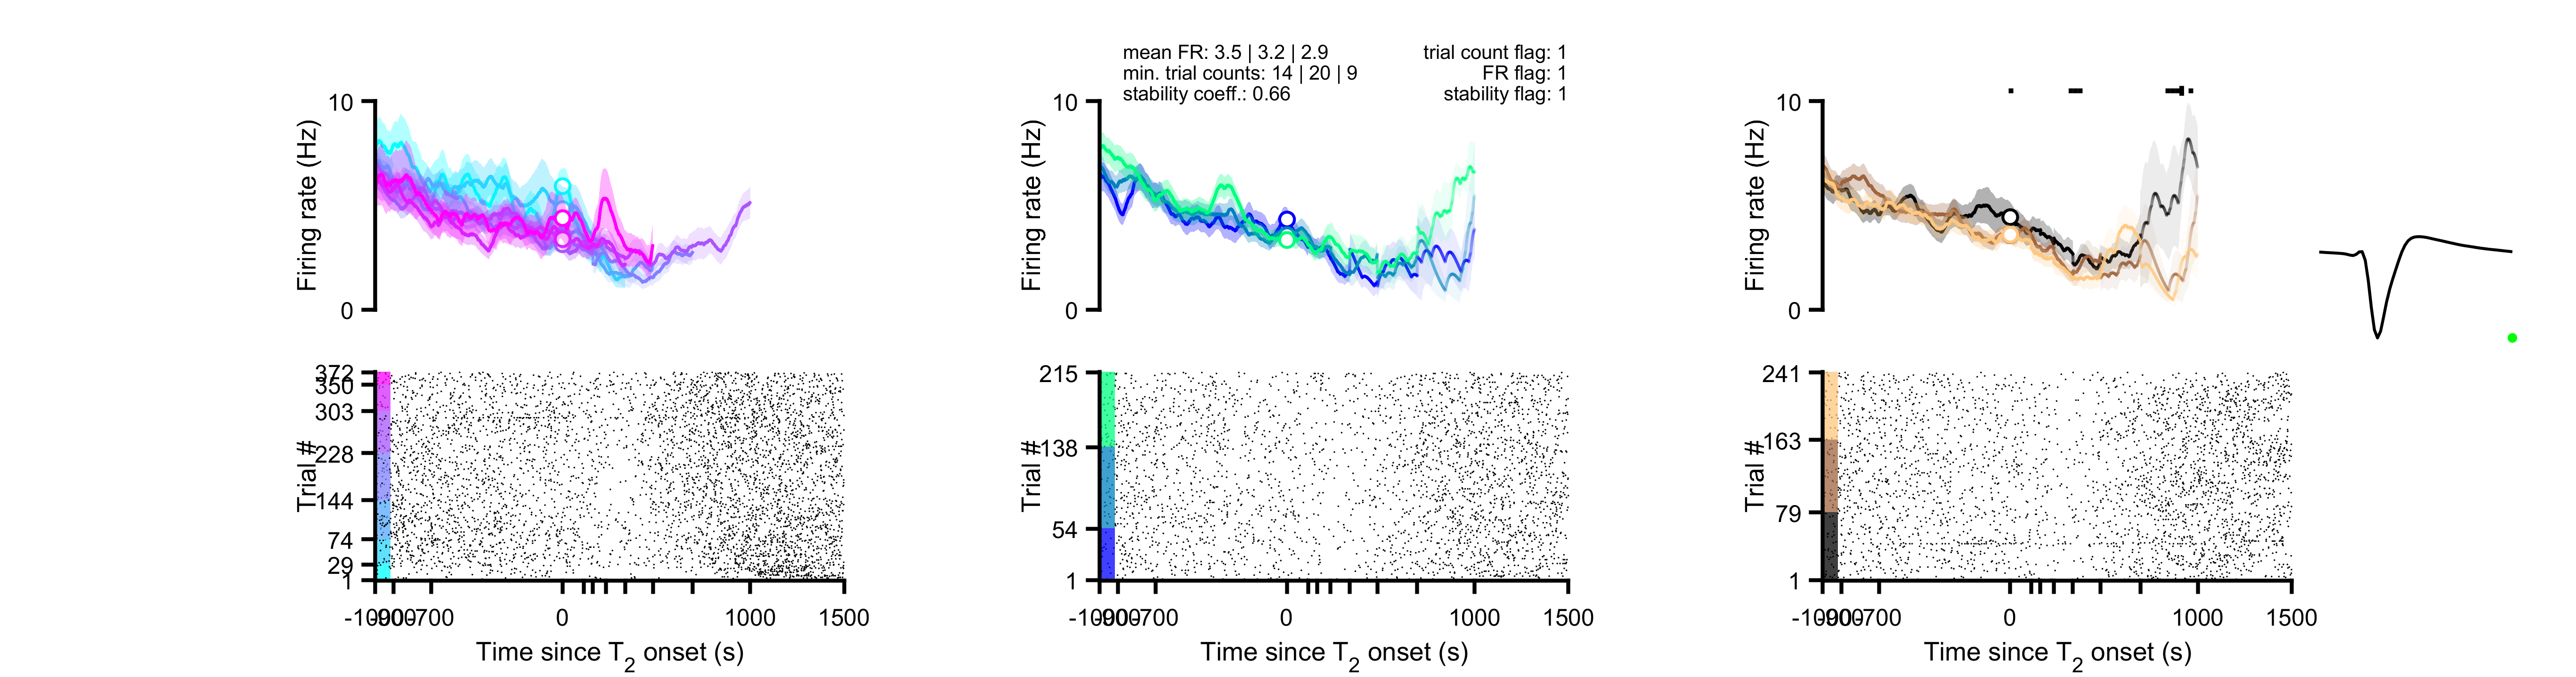 mean FR: 3.5 | 3.2 | 2.9
min. trial counts: 14 | 20 | 9
stability coeff.: 0.66
trial count flag: 1
FR flag: 1
stability flag: 1
10
Firing rate (Hz)
0
10
Firing rate (Hz)
0
10
Firing rate (Hz)
0
372
350
303
228
144
74
29
1
Trial #
0
1000
1500
Time since T2 onset (s)
215
138
54
1
Trial #
0
1000
1500
Time since T2 onset (s)
241
163
79
1
Trial #
0
1000
1500
Time since T2 onset (s)